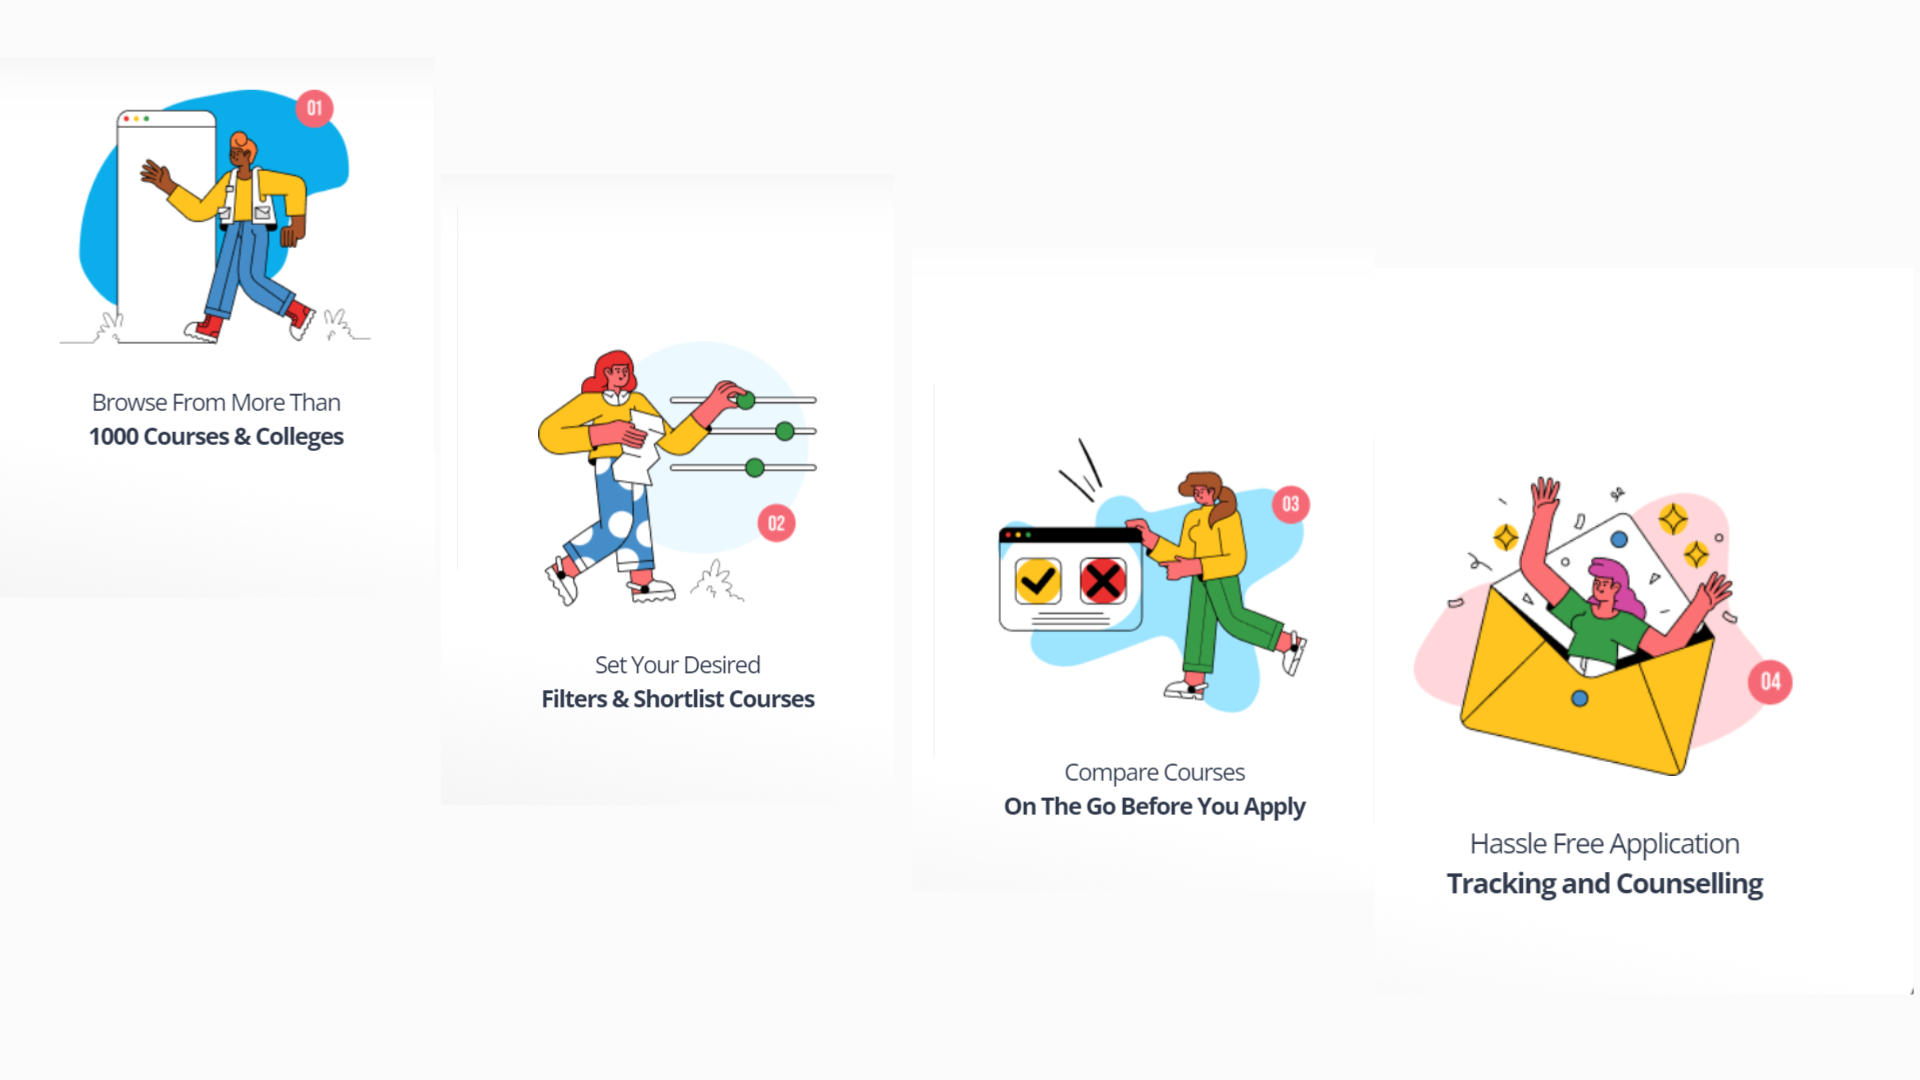 01
Browse From More Than
1000 Courses & Colleges
02
Set Your Desired
Filters & Shortlist Courses
03
Compare Courses
On The Go Before You Apply
04
Hassle Free Application
Tracking and Counselling